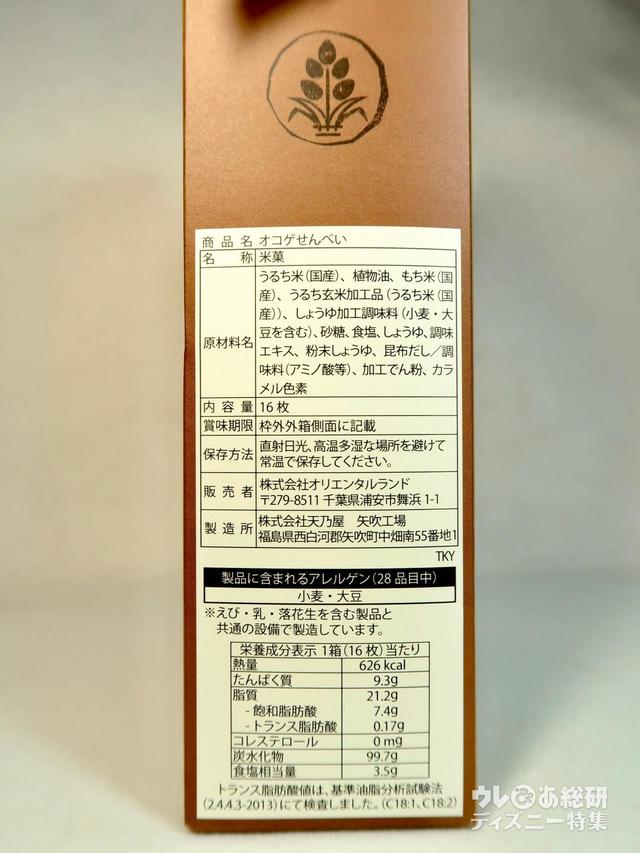 商品名 オコゲせんべい
名称 米菓
原材料名 うるち米（国産）、植物油、もち米（国
産）、うるち玄米加工品（うるち米（国
産））、しょうゆ加工調味料（小麦・大
豆を含む）、砂糖、食塩、しょうゆ、調味
エキス、粉末しょうゆ、昆布だし／調
味料（アミノ酸等）、加工でん粉、カラ
メル色素
内容量 16枚
賞味期限 枠外外箱側面に記載
保存方法 直射日光、高温多湿な場所を避けて
常温で保存してください。
販売者 株式会社オリエンタルランド
〒279-8511 千葉県浦安市舞浜 1-1
製造所 株式会社天乃屋 矢吹工場
福島県西白河郡矢吹町中畑南55番地1
TKY
製品に含まれるアレルゲン（28品目中）
小麦・大豆
※えび・乳・落花生を含む製品と
共通の設備で製造しています。
栄養成分表示 1箱（16枚）当たり
熱量 626 kcal
たんぱく質 9.3g
脂質 21.2g
- 飽和脂肪酸 7.4g
- トランス脂肪酸 0.17g
コレステロール 0 mg
炭水化物 99.7g
食塩相当量 3.5g
トランス脂肪酸値は、基準油脂分析試験法
（2.4.4.3-2013）にて検査しました。（C18:1, C18:2）
ウレぴあ総研
ディズニー特集